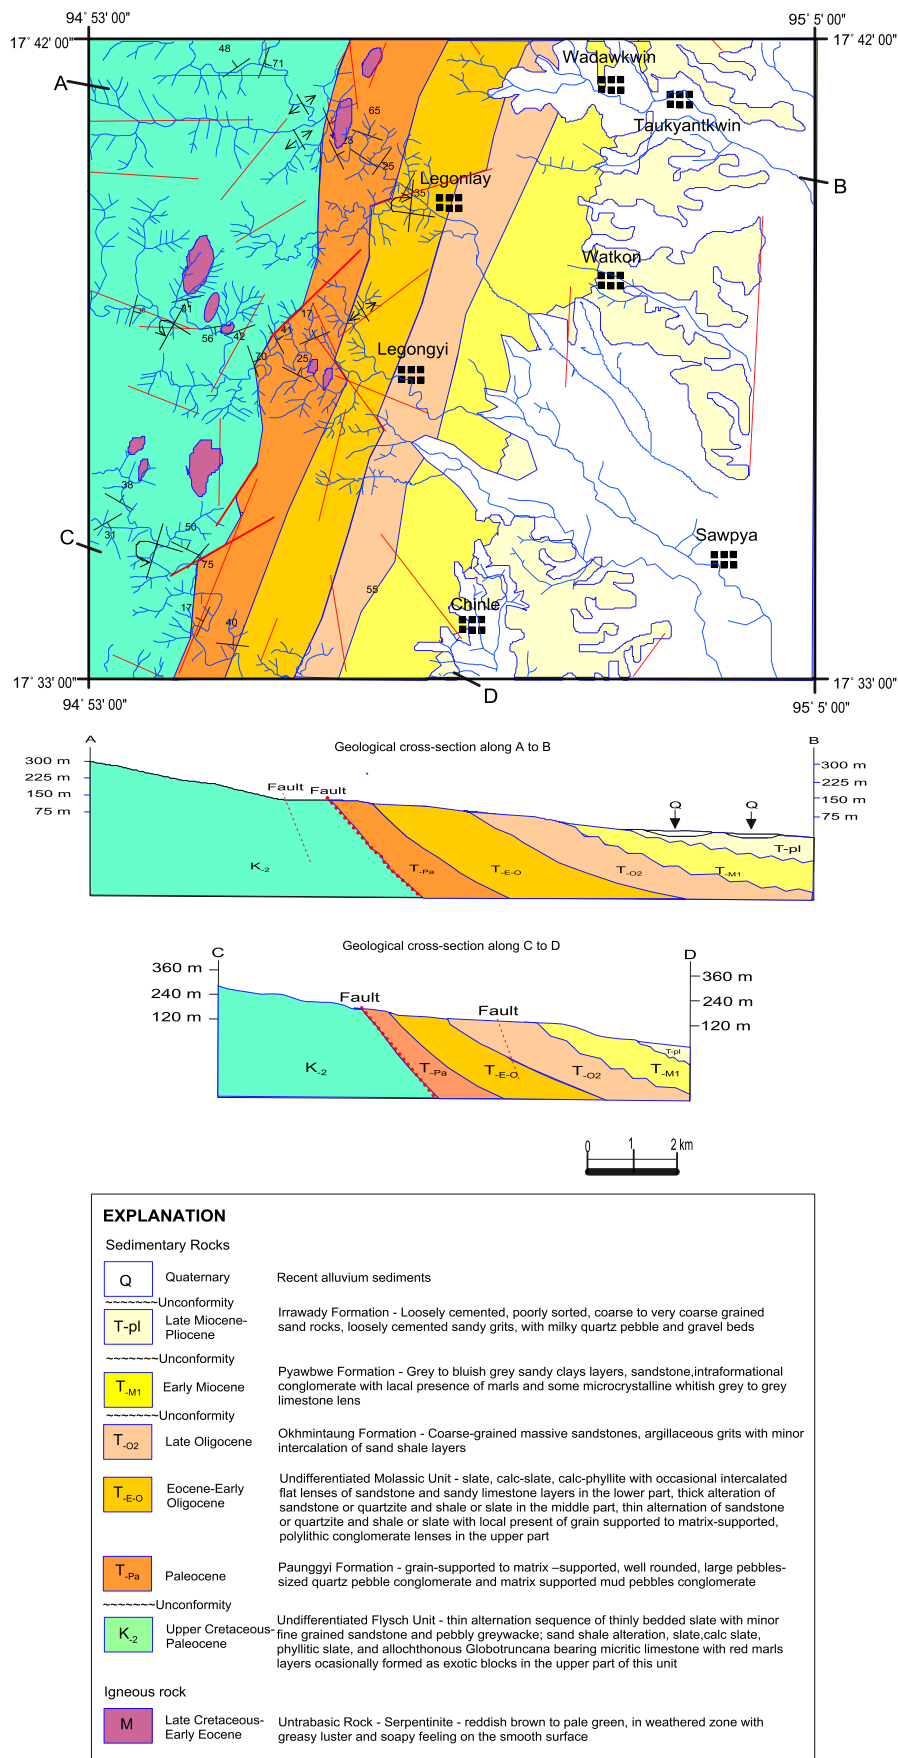 94° 53' 00"
95° 5' 00"
17° 42' 00"
17° 42' 00"
A
48
71
Wadawkwin
65
Taukyantkwin
23
25
Legonlay
35
B
Watkon
81
17
56
42
41
70
25
Legongyi
38
31
50
C
75
Sawpya
55
Chinle
17
40
D
17° 33' 00"
17° 33' 00"
94° 53' 00"
95° 5' 00"
A
Geological cross-section along A to B
B
300 m
225 m
150 m
75 m
Fault
Fault
300 m
225 m
150 m
75 m
Q
Q
K-2
T-Pa
T-E-O
T-O2
T-M1
T-pl
Geological cross-section along C to D
C
D
360 m
240 m
120 m
Fault
Fault
360 m
240 m
120 m
K-2
T-Pa
T-E-O
T-O2
T-M1
T-pl
0 1 2 km
EXPLANATION
Sedimentary Rocks
Q Quaternary Recent alluvium sediments
~~~~~~~Unconformity
T-pl Late Miocene-
Pliocene
Irrawady Formation - Loosely cemented, poorly sorted, coarse to very coarse grained
sand rocks, loosely cemented sandy grits, with milky quartz pebble and gravel beds
~~~~~~~Unconformity
T-M1 Early Miocene
Pyawbwe Formation - Grey to bluish grey sandy clays layers, sandstone,intraformational
conglomerate with lacal presence of marls and some microcrystalline whitish grey to grey
limestone lens
~~~~~~~Unconformity
T-O2 Late Oligocene
Okhmintaung Formation - Coarse-grained massive sandstones, argillaceous grits with minor
intercalation of sand shale layers
T-E-O Eocene-Early
Oligocene
Undifferentiated Molassic Unit - slate, calc-slate, calc-phyllite with occasional intercalated
flat lenses of sandstone and sandy limestone layers in the lower part, thick alteration of
sandstone or quartzite and shale or slate in the middle part, thin alternation of sandstone
or quartzite and shale or slate with local present of grain supported to matrix-supported,
polylithic conglomerate lenses in the upper part
T-Pa Paleocene
Paunggyi Formation - grain-supported to matrix –supported, well rounded, large pebbles-
sized quartz pebble conglomerate and matrix supported mud pebbles conglomerate
~~~~~~~Unconformity
K-2 Upper Cretaceous-
Paleocene
Undifferentiated Flysch Unit - thin alternation sequence of thinly bedded slate with minor
fine grained sandstone and pebbly greywacke; sand shale alteration, slate,calc slate,
phyllitic slate, and allochthonous Globotruncana bearing micritic limestone with red marls
layers ocasionally formed as exotic blocks in the upper part of this unit
Igneous rock
M Late Cretaceous-
Early Eocene
Untrabasic Rock - Serpentinite - reddish brown to pale green, in weathered zone with
greasy luster and soapy feeling on the smooth surface